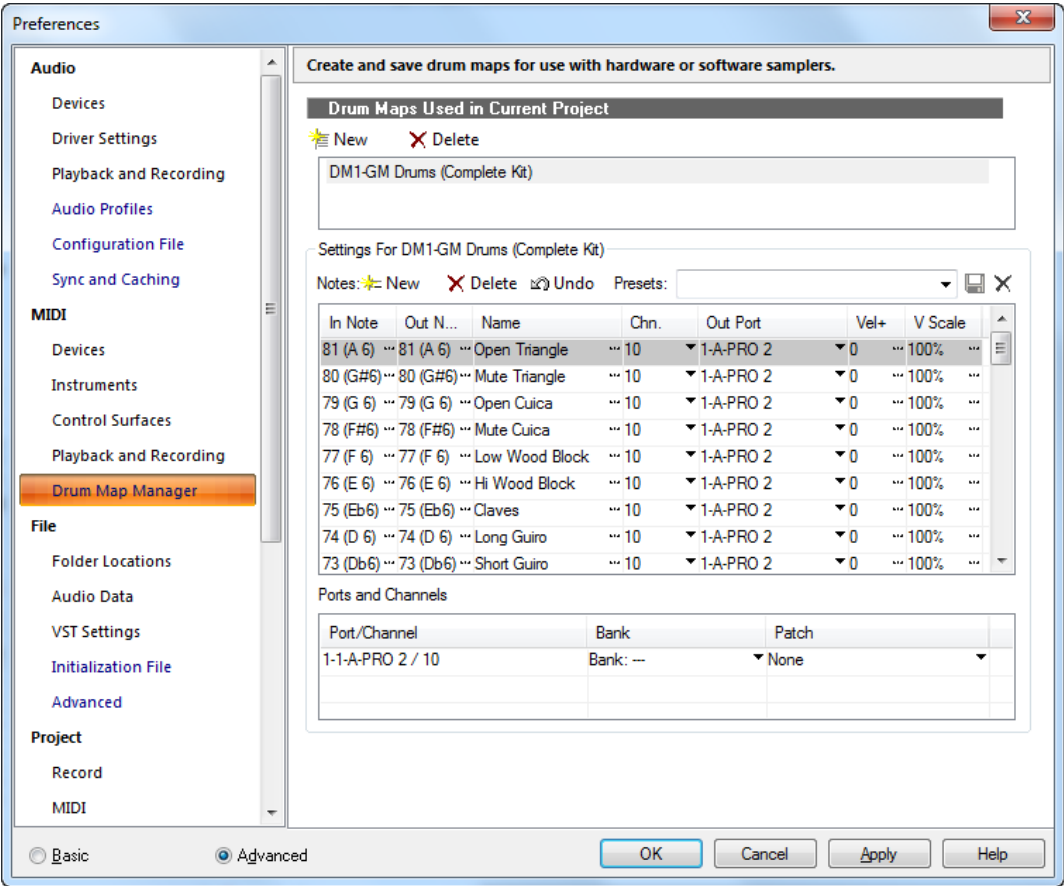 Preferences
Audio
Devices
Driver Settings
Playback and Recording
Audio Profiles
Configuration File
Sync and Caching
MIDI
Devices
Instruments
Control Surfaces
Playback and Recording
Drum Map Manager
File
Folder Locations
Audio Data
VST Settings
Initialization File
Advanced
Project
Record
MIDI
Basic Advanced
Create and save drum maps for use with hardware or software samplers.
Drum Maps Used in Current Project
New Delete
DM1-GM Drums (Complete Kit)
Settings For DM1-GM Drums (Complete Kit)
Notes: New Delete Undo Presets:
In Note Out N... Name Chn. Out Port Vel+ V Scale
81 (A 6) ... 81 (A 6) ... Open Triangle ... 10 1-A-PRO 2 0 ... 100% ...
80 (G#6) ... 80 (G#6) ... Mute Triangle ... 10 1-A-PRO 2 0 ... 100% ...
79 (G 6) ... 79 (G 6) ... Open Cuica ... 10 1-A-PRO 2 0 ... 100% ...
78 (F#6) ... 78 (F#6) ... Mute Cuica ... 10 1-A-PRO 2 0 ... 100% ...
77 (F 6) ... 77 (F 6) ... Low Wood Block ... 10 1-A-PRO 2 0 ... 100% ...
76 (E 6) ... 76 (E 6) ... Hi Wood Block ... 10 1-A-PRO 2 0 ... 100% ...
75 (Eb6) ... 75 (Eb6) ... Claves ... 10 1-A-PRO 2 0 ... 100% ...
74 (D 6) ... 74 (D 6) ... Long Guiro ... 10 1-A-PRO 2 0 ... 100% ...
73 (Db6) ... 73 (Db6) ... Short Guiro ... 10 1-A-PRO 2 0 ... 100% ...
Ports and Channels
Port/Channel Bank Patch
1-1-A-PRO 2 / 10 Bank: --- None
OK Cancel Apply Help